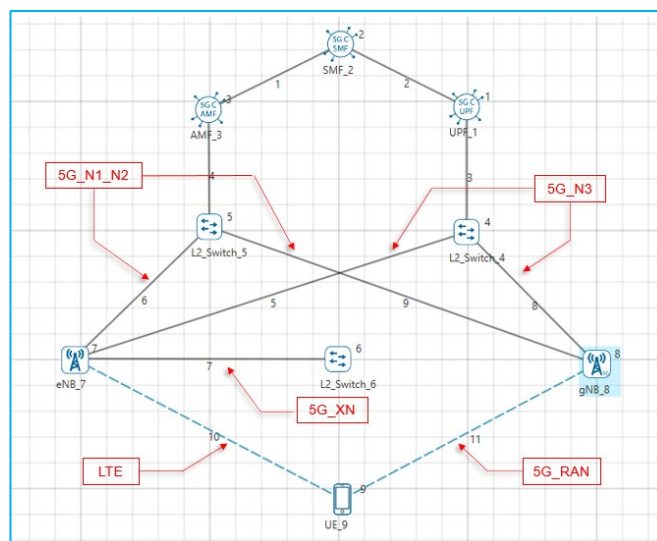 5G C
SMF
2
SMF_2
1
2
5G C
AMF
3
AMF_3
5G C
UPF
1
UPF_1
5G_N1_N2
4
3
5G_N3
5
L2_Switch_5
4
L2_Switch_4
6
5
9
8
7
eNB_7
7
6
L2_Switch_6
8
gNB_8
5G_XN
10
11
LTE
5G_RAN
9
UE_9